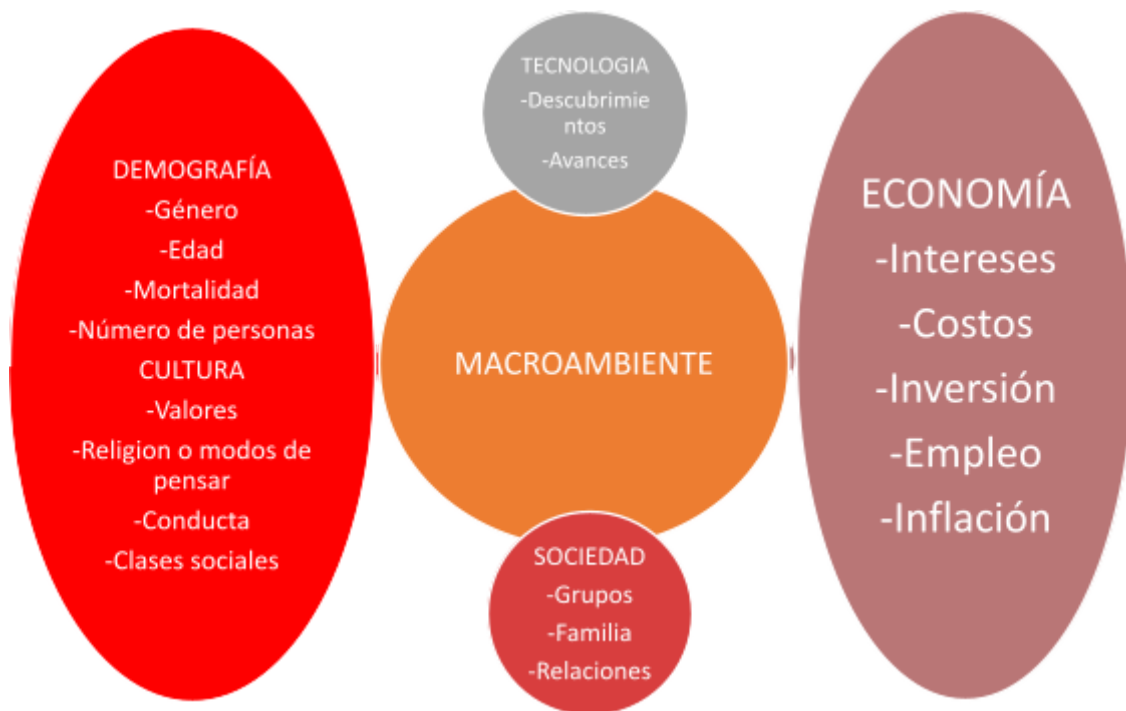 DEMOGRAFÍA
-Género
-Edad
-Mortalidad
-Número de personas
CULTURA
-Valores
-Religion o modos de
pensar
-Conducta
-Clases sociales
TECNOLOGIA
-Descubrimie
ntos
-Avances
MACROAMBIENTE
SOCIEDAD
-Grupos
-Familia
-Relaciones
ECONOMÍA
-Intereses
-Costos
-Inversión
-Empleo
-Inflación